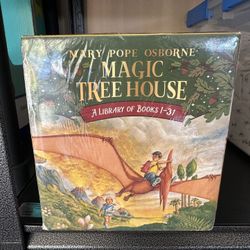 MARY POPE OSBORNE
MAGIC
TREE HOUSE
A LIBRARY OF BOOKS 1-31